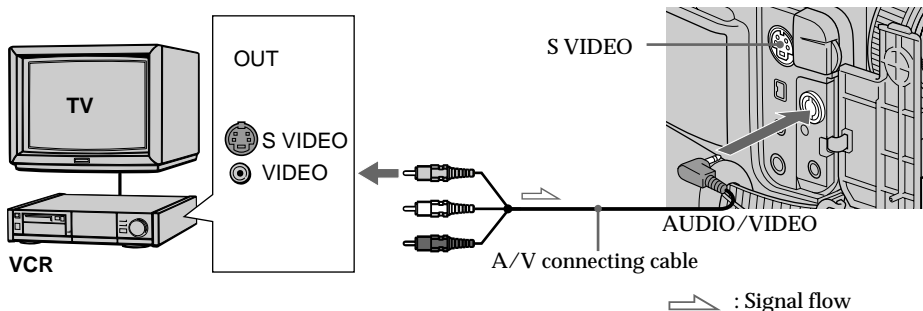 TV
VCR
OUT
S VIDEO
VIDEO
S VIDEO
AUDIO/VIDEO
A/V connecting cable
: Signal flow